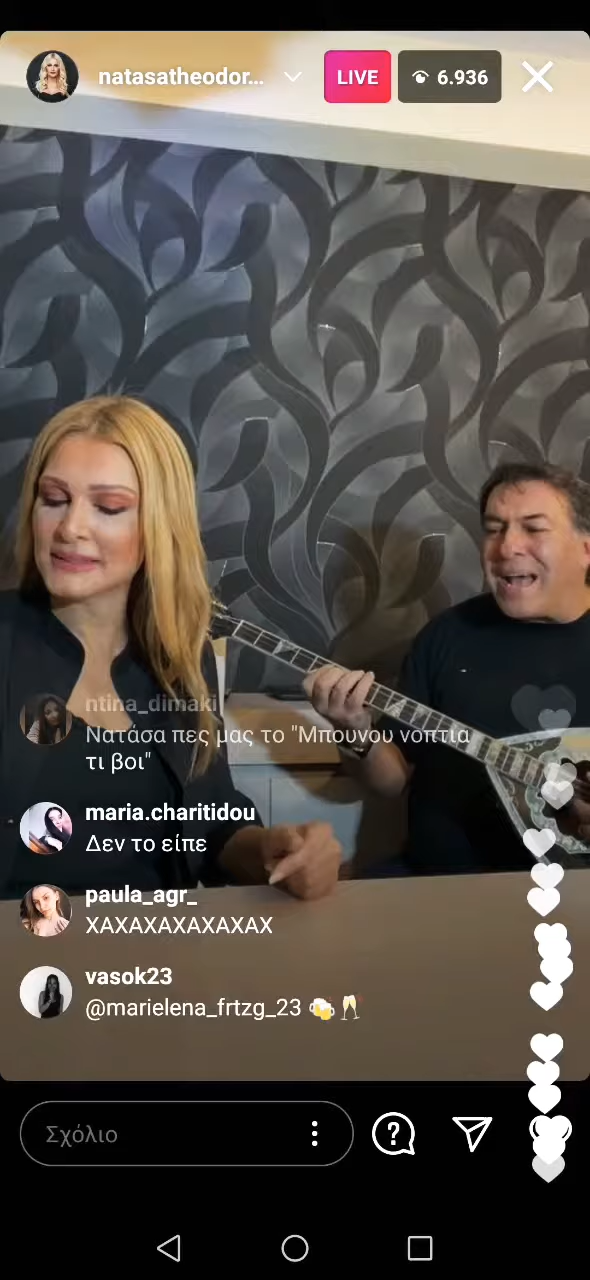 natasatheodor...
LIVE
6.936
ntina_dimaki
Νατάσα πες μας το "Μπουνου νοπτια
τι βοι"
maria.charitidou
Δεν το είπε
paula_agr_
ΧΑΧΑΧΑΧΑΧΑΧΑΧ
vasok23
@marielena_frtzg_23 🍻🥂
Σχόλιο